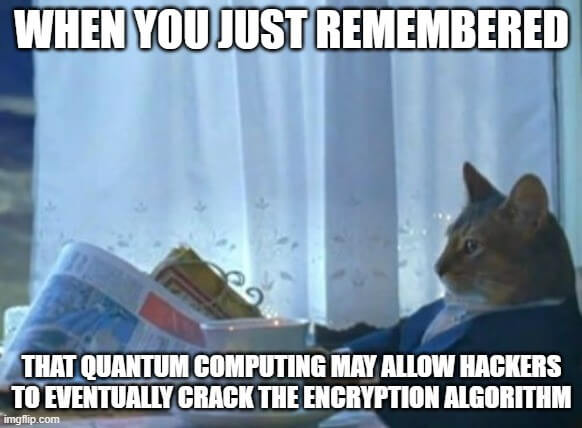 WHEN YOU JUST REMEMBERED
THAT QUANTUM COMPUTING MAY ALLOW HACKERS
TO EVENTUALLY CRACK THE ENCRYPTION ALGORITHM
imgflip.com